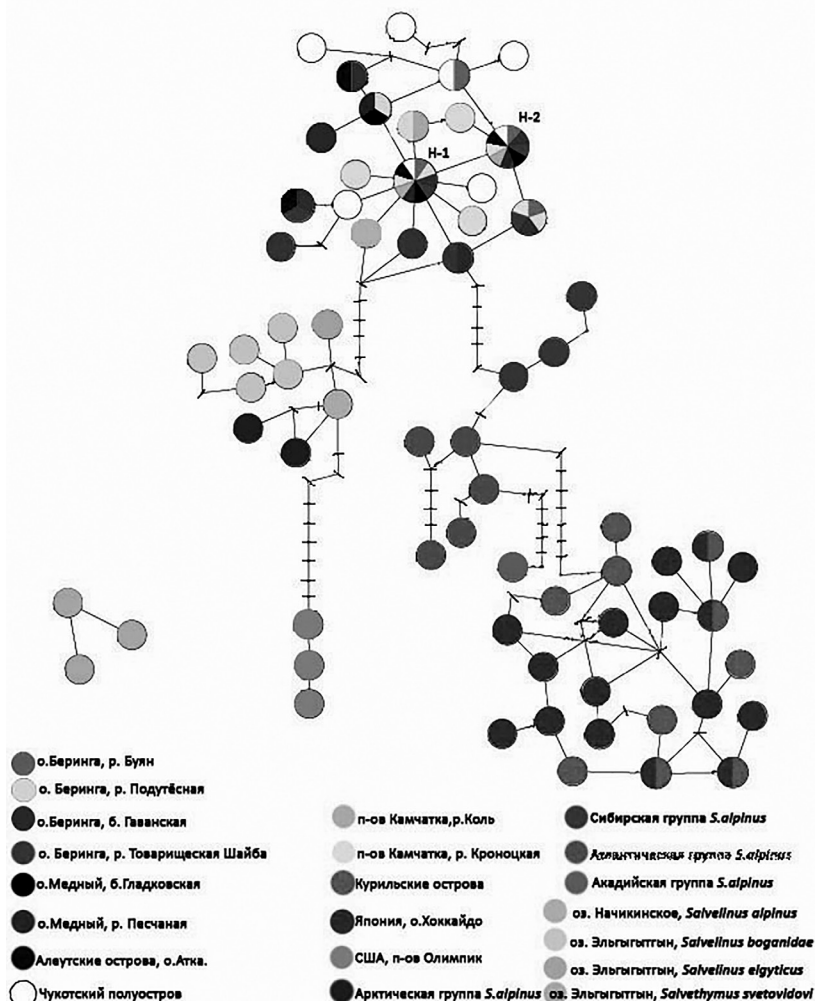 Н-2
Н-1
о.Беринга, р. Буян
о. Беринга, р. Подутёсная
о.Беринга, б. Гаванская
о. Беринга, р. Товарищеская Шайба
о.Медный, б.Гладковская
о.Медный, р. Песчаная
Алеутские острова, о.Атка.
Чукотский полуостров
п-ов Камчатка,р.Коль
п-ов Камчатка, р. Кроноцкая
Курильские острова
Япония, о.Хоккайдо
США, п-ов Олимпик
Арктическая группа S.alpinus
Сибирская группа S.alpinus
Атлантическая группа S.alpinus
Акадийская группа S.alpinus
оз. Начикинское, Salvelinus alpinus
оз. Эльгыгытгын, Salvelinus boganidae
оз. Эльгыгытгын, Salvelinus elgyticus
оз. Эльгыгытгын, Salvethymus svetovidovi